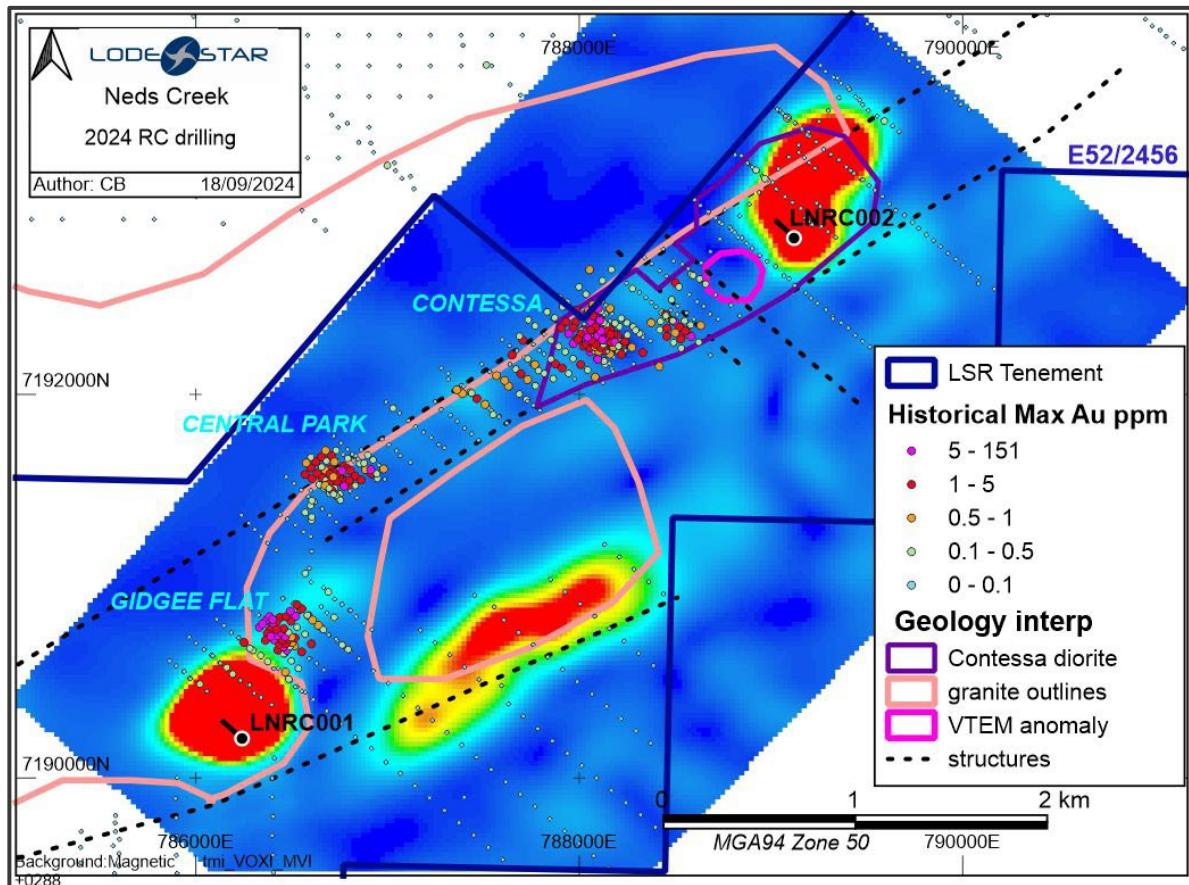 LODESTAR
Neds Creek
2024 RC drilling
Author: CB 18/09/2024
788000E 790000E
E52/2456
LNRC002
CONTESSA
7192000N
CENTRAL PARK
GIDGEE FLAT
LNRC001
7190000N
LSR Tenement
Historical Max Au ppm
5 - 151
1 - 5
0.5 - 1
0.1 - 0.5
0 - 0.1
Geology interp
Contessa diorite
granite outlines
VTEM anomaly
structures
0 1 2 km
MGA94 Zone 50
786000E 788000E 790000E
Background:Magnetic tmi_VOXI_MVI
+0288